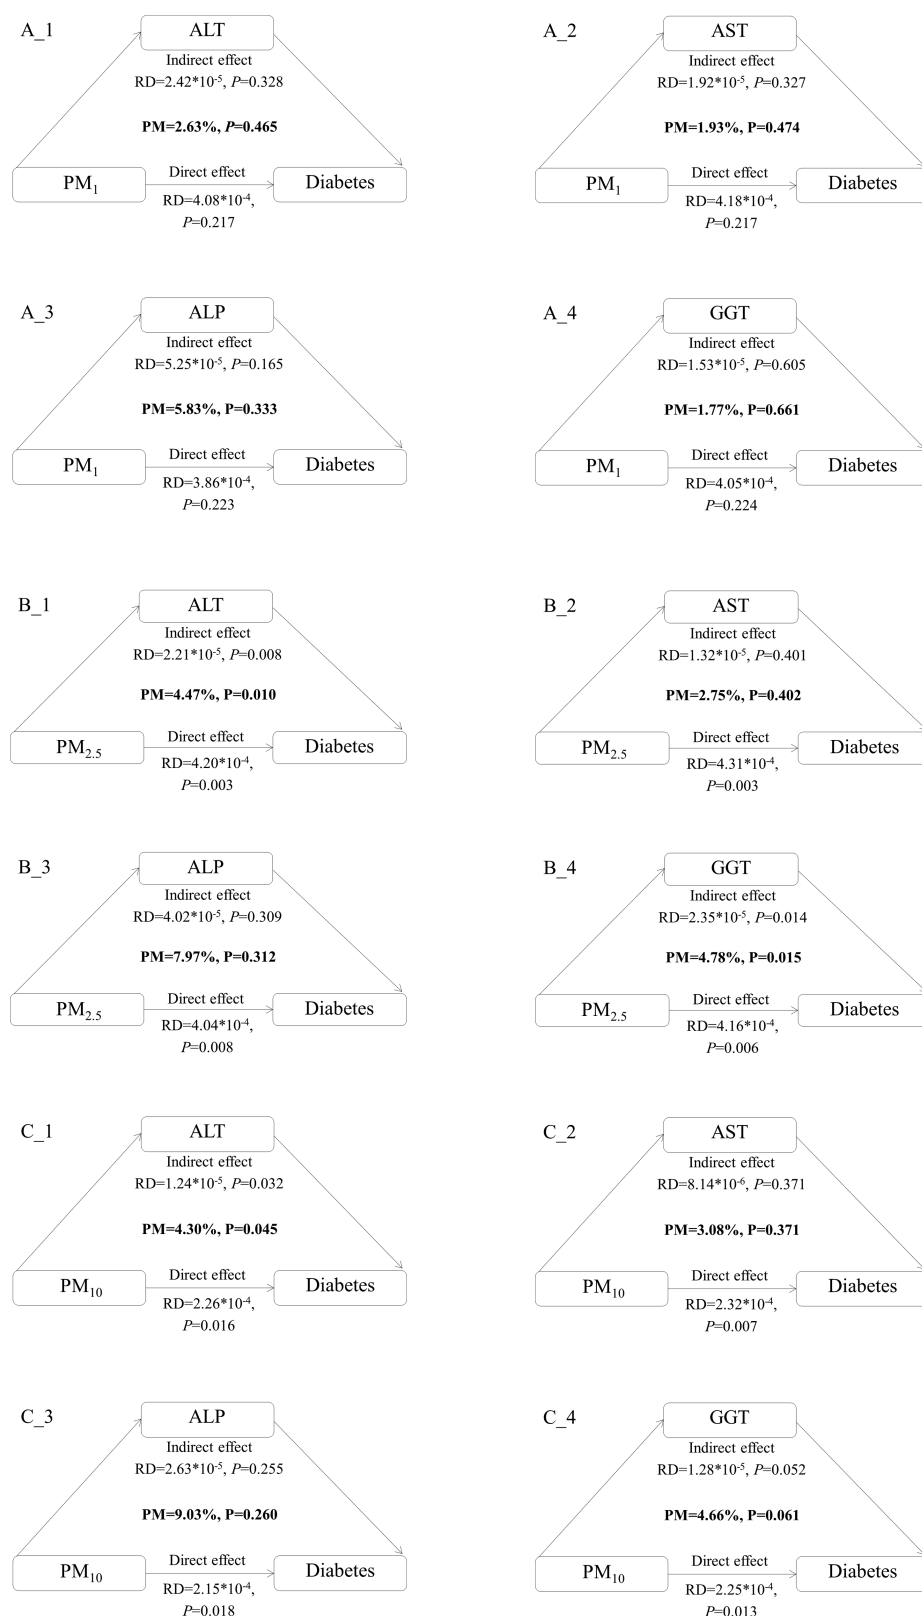 A_1
ALT
Indirect effect
RD=2.42*10⁻⁵, P=0.328
PM=2.63%, P=0.465
PM₁
Direct effect
Diabetes
RD=4.08*10⁻⁴,
P=0.217
A_2
AST
Indirect effect
RD=1.92*10⁻⁵, P=0.327
PM=1.93%, P=0.474
PM₁
Direct effect
Diabetes
RD=4.18*10⁻⁴,
P=0.217
A_3
ALP
Indirect effect
RD=5.25*10⁻⁵, P=0.165
PM=5.83%, P=0.333
PM₁
Direct effect
Diabetes
RD=3.86*10⁻⁴,
P=0.223
A_4
GGT
Indirect effect
RD=1.53*10⁻⁵, P=0.605
PM=1.77%, P=0.661
PM₁
Direct effect
Diabetes
RD=4.05*10⁻⁴,
P=0.224
B_1
ALT
Indirect effect
RD=2.21*10⁻⁵, P=0.008
PM=4.47%, P=0.010
PM₂.₅
Direct effect
Diabetes
RD=4.20*10⁻⁴,
P=0.003
B_2
AST
Indirect effect
RD=1.32*10⁻⁵, P=0.401
PM=2.75%, P=0.402
PM₂.₅
Direct effect
Diabetes
RD=4.31*10⁻⁴,
P=0.003
B_3
ALP
Indirect effect
RD=4.02*10⁻⁵, P=0.309
PM=7.97%, P=0.312
PM₂.₅
Direct effect
Diabetes
RD=4.04*10⁻⁴,
P=0.008
B_4
GGT
Indirect effect
RD=2.35*10⁻⁵, P=0.014
PM=4.78%, P=0.015
PM₂.₅
Direct effect
Diabetes
RD=4.16*10⁻⁴,
P=0.006
C_1
ALT
Indirect effect
RD=1.24*10⁻⁵, P=0.032
PM=4.30%, P=0.045
PM₁₀
Direct effect
Diabetes
RD=2.26*10⁻⁴,
P=0.016
C_2
AST
Indirect effect
RD=8.14*10⁻⁶, P=0.371
PM=3.08%, P=0.371
PM₁₀
Direct effect
Diabetes
RD=2.32*10⁻⁴,
P=0.007
C_3
ALP
Indirect effect
RD=2.63*10⁻⁵, P=0.255
PM=9.03%, P=0.260
PM₁₀
Direct effect
Diabetes
RD=2.15*10⁻⁴,
P=0.018
C_4
GGT
Indirect effect
RD=1.28*10⁻⁵, P=0.052
PM=4.66%, P=0.061
PM₁₀
Direct effect
Diabetes
RD=2.25*10⁻⁴,
P=0.013